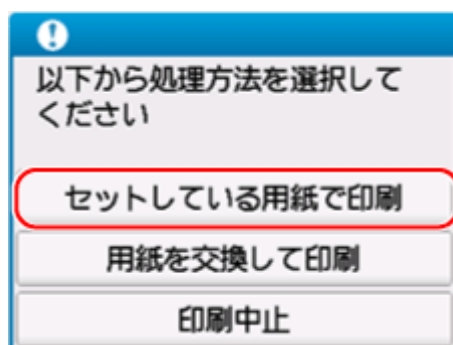 以下から処理方法を選択して
ください
セットしている用紙で印刷
用紙を交換して印刷
印刷中止